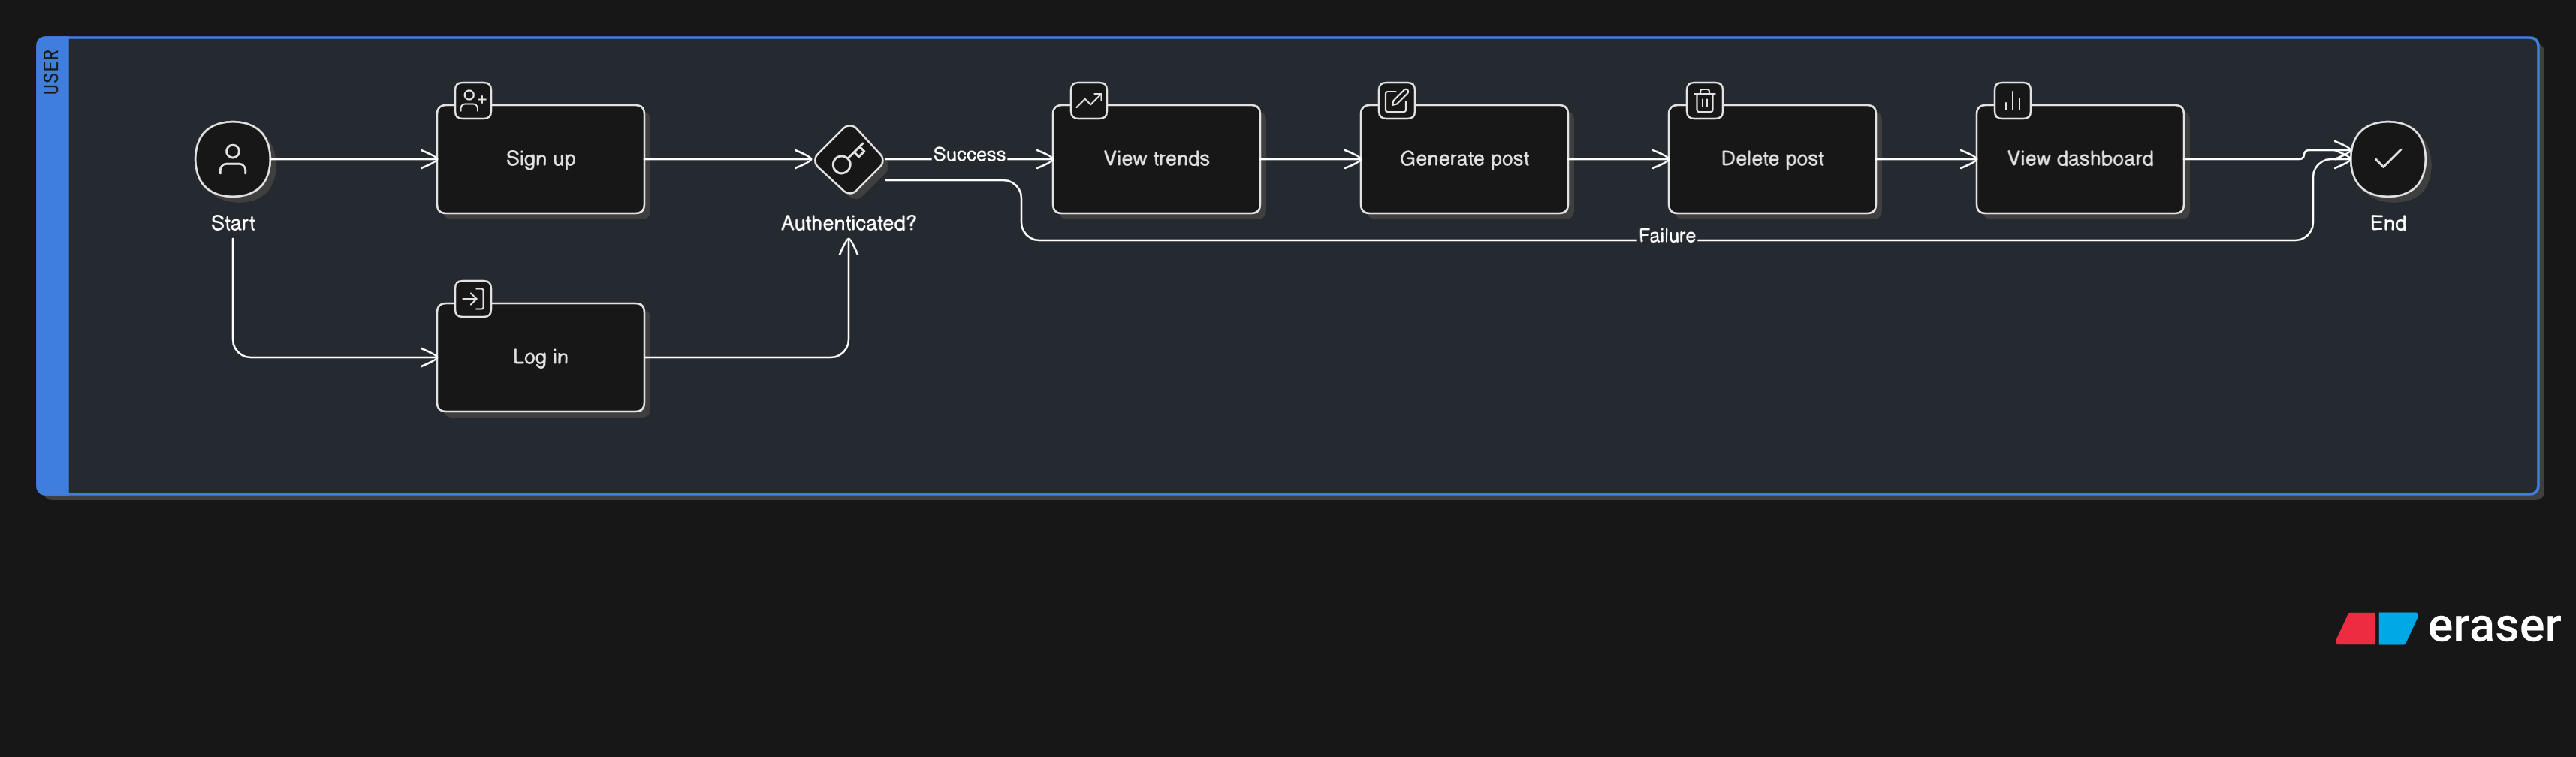 USER
Start
Sign up
Authenticated?
Success
View trends
Generate post
Delete post
View dashboard
End
Failure
Log in
eraser